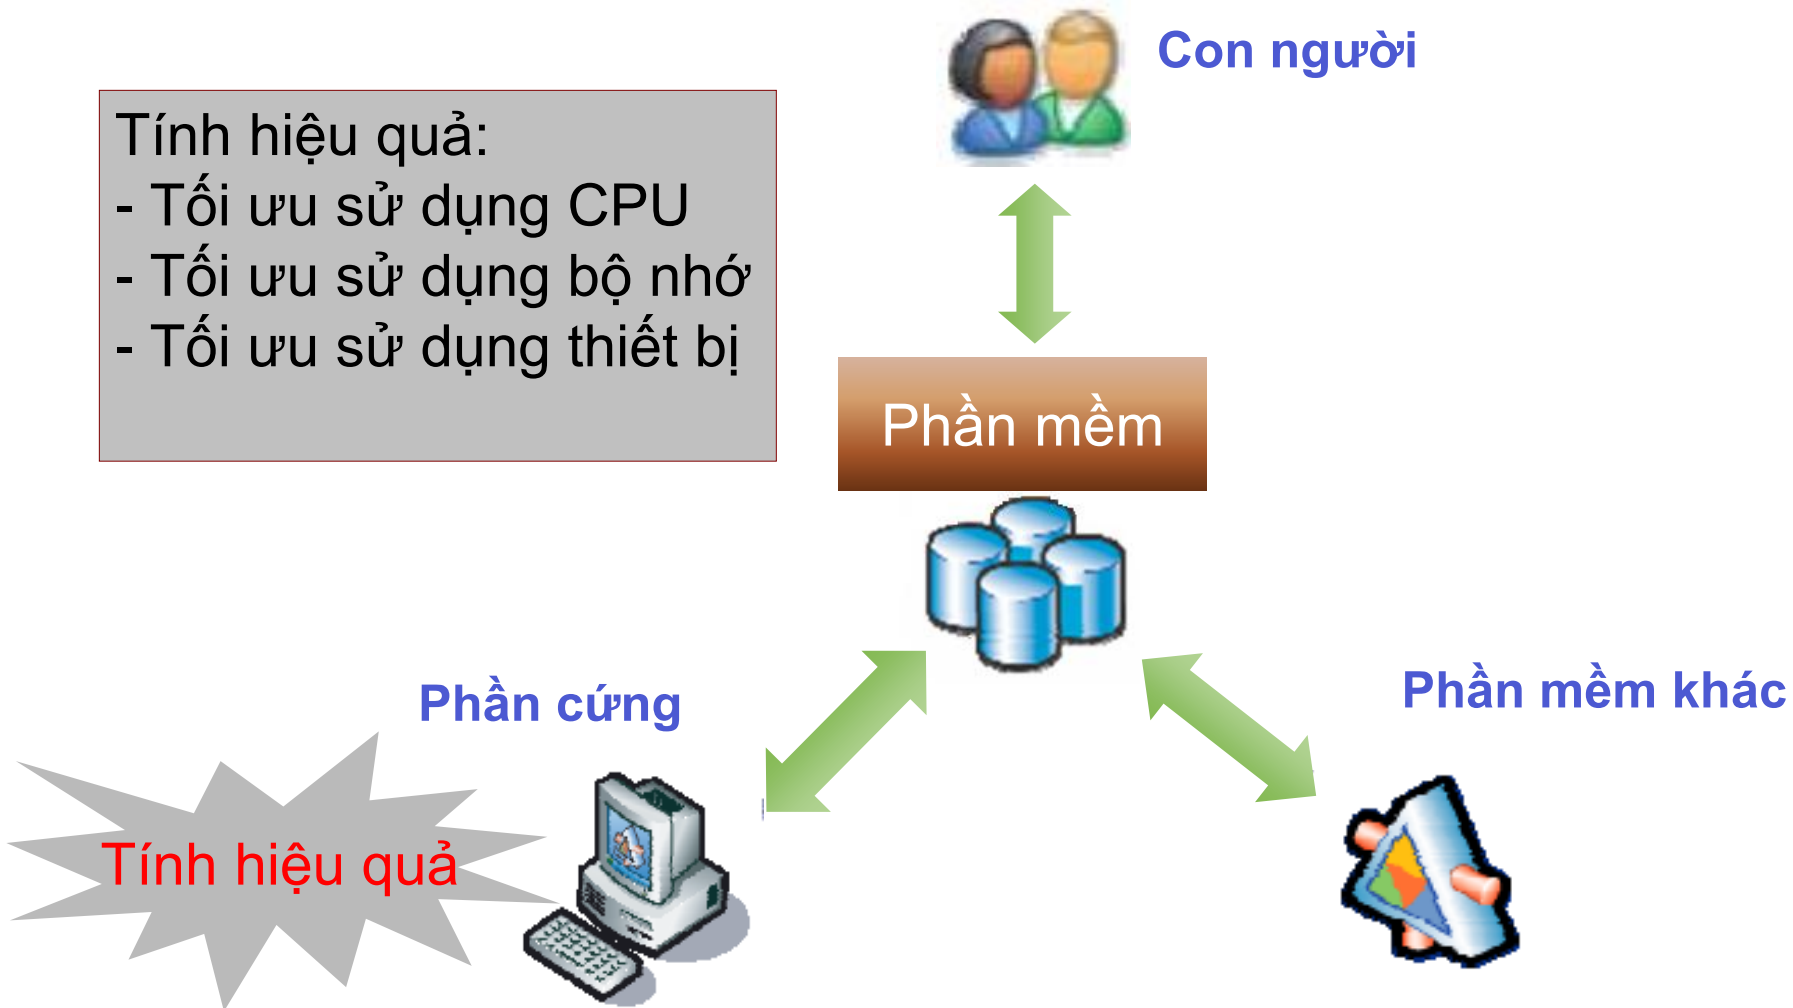 Con người
Tính hiệu quả:
- Tối ưu sử dụng CPU
- Tối ưu sử dụng bộ nhớ
- Tối ưu sử dụng thiết bị
Phần mềm
Phần cứng
Phần mềm khác
Tính hiệu quả